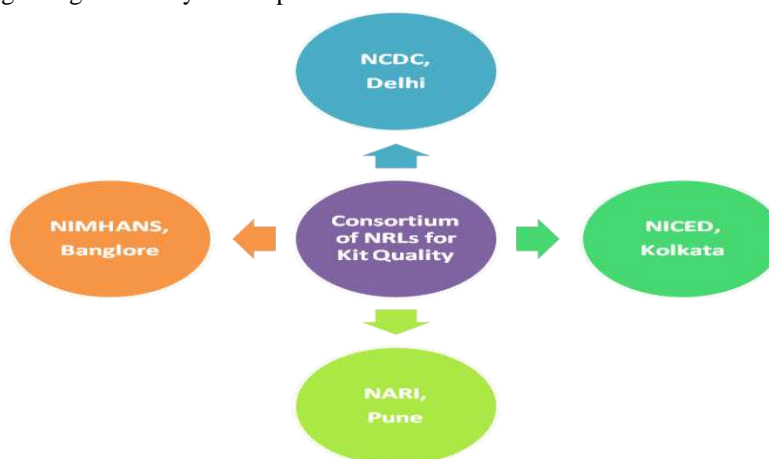 NCDC,
Delhi
NIMHANS,
Banglore
Consortium
of NRLs for
Kit Quality
NICED,
Kolkata
NARI,
Pune